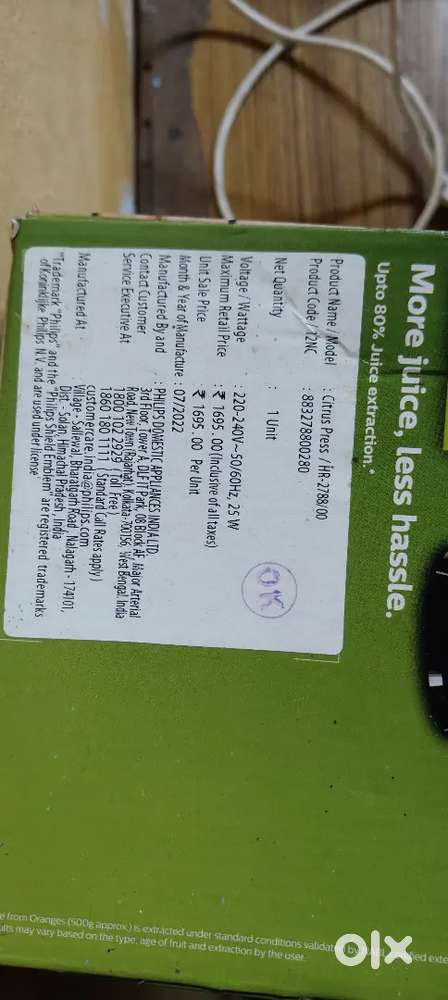 More juice, less hassle.
Upto 80% Juice extraction.*
Product Name / Model : Citrus Press / HR-2788/00
Product Code / 12NC : 883278800280
Net Quantity : 1 Unit
Voltage / Wattage : 220-240V~50/60Hz, 25 W
Maximum Retail Price : ₹ 1695.00 (Inclusive of all taxes)
Unit Sale Price : ₹ 1695.00 Per Unit
Month & Year of Manufacture : 07/2022
Manufactured By and : PHILIPS DOMESTIC APPLIANCES INDIA LTD.
Contact Customer 3rd Floor, Tower A, DLF IT Park, 08 Block AF, Major Arterial
Service Executive At Road, New Town (Rajarhat), Kolkata-700156, West Bengal, India
1800 102 2929 ( Toll Free )
1860 180 1111 ( Standard Call Rates apply )
customercare.india@philips.com
Manufactured At : Village - Sallewal, Bharatgarh Road, Nalagarh - 174101,
Dist - Solan, Himachal Pradesh, India
"Trademark "Philips" and the "Philips Shield Emblem" are registered trademarks
of Koninklijke Philips N.V. and are used under license"
OK
e from Oranges (500g approx.) is extracted under standard conditions validated by
ults may vary based on the type, age of fruit and extraction by the user.
olx